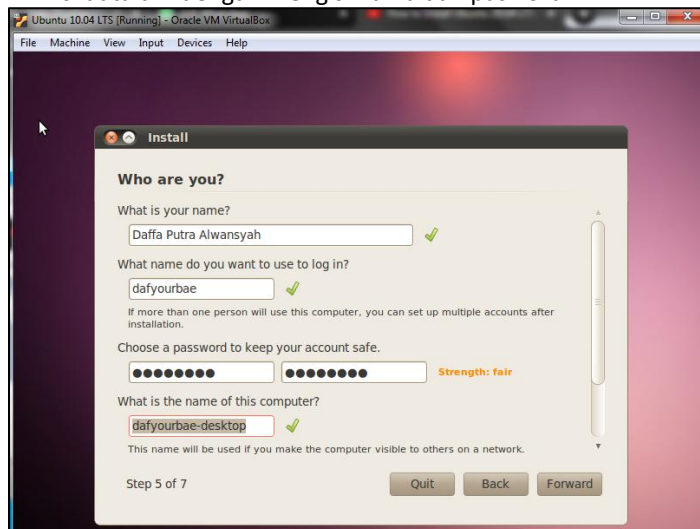 Ubuntu 10.04 LTS [Running] - Oracle VM VirtualBox
File Machine View Input Devices Help
Install
Who are you?
What is your name?
Daffa Putra Alwansyah
What name do you want to use to log in?
dafyourbae
If more than one person will use this computer, you can set up multiple accounts after
installation.
Choose a password to keep your account safe.
●●●●●●●● ●●●●●●●● Strength: fair
What is the name of this computer?
dafyourbae-desktop
This name will be used if you make the computer visible to others on a network.
Step 5 of 7 Quit Back Forward